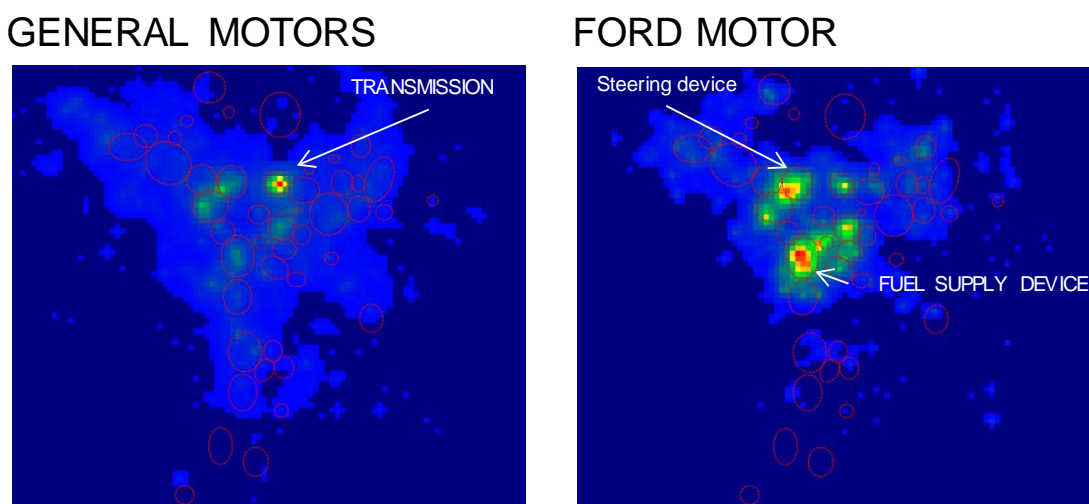 GENERAL MOTORS
FORD MOTOR
TRANSMISSION
Steering device
FUEL SUPPLY DEVICE